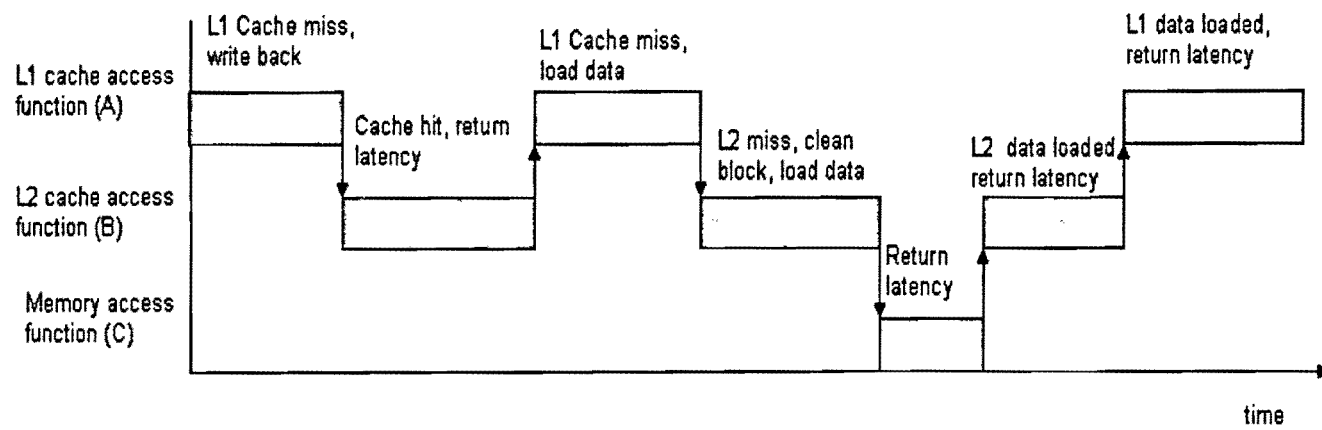 L1 Cache miss,
write back
L1 Cache miss,
load data
L1 data loaded,
return latency
L1 cache access
function (A)
Cache hit, return
latency
L2 miss, clean
block, load data
L2 data loaded
return latency
L2 cache access
function (B)
Return
latency
Memory access
function (C)
time